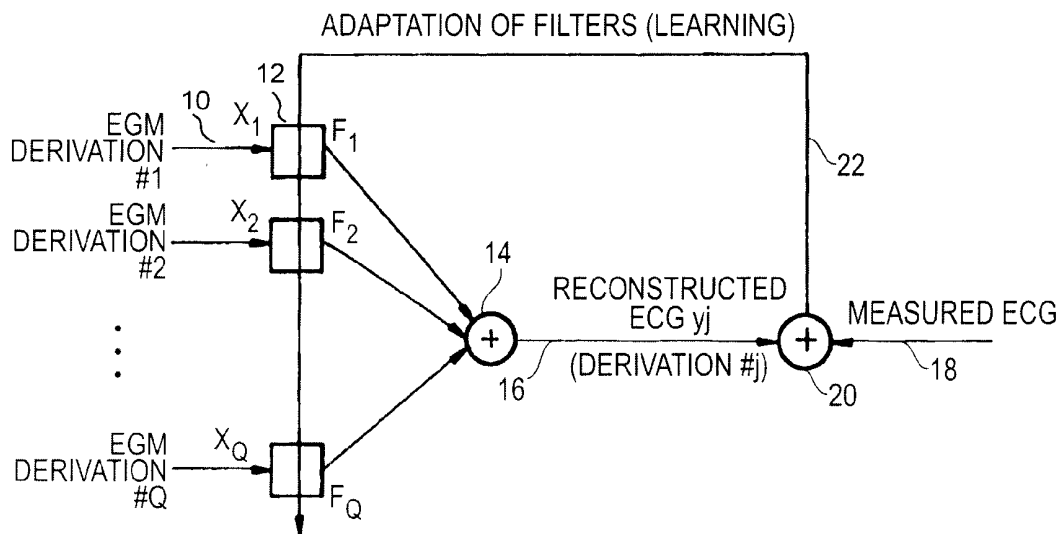 ADAPTATION OF FILTERS (LEARNING)
12
10
X1
F1
EGM
DERIVATION
#1
22
EGM
DERIVATION
#2
X2
F2
14
RECONSTRUCTED
ECG yj
(DERIVATION #j)
16
MEASURED ECG
18
20
EGM
DERIVATION
#Q
XQ
FQ